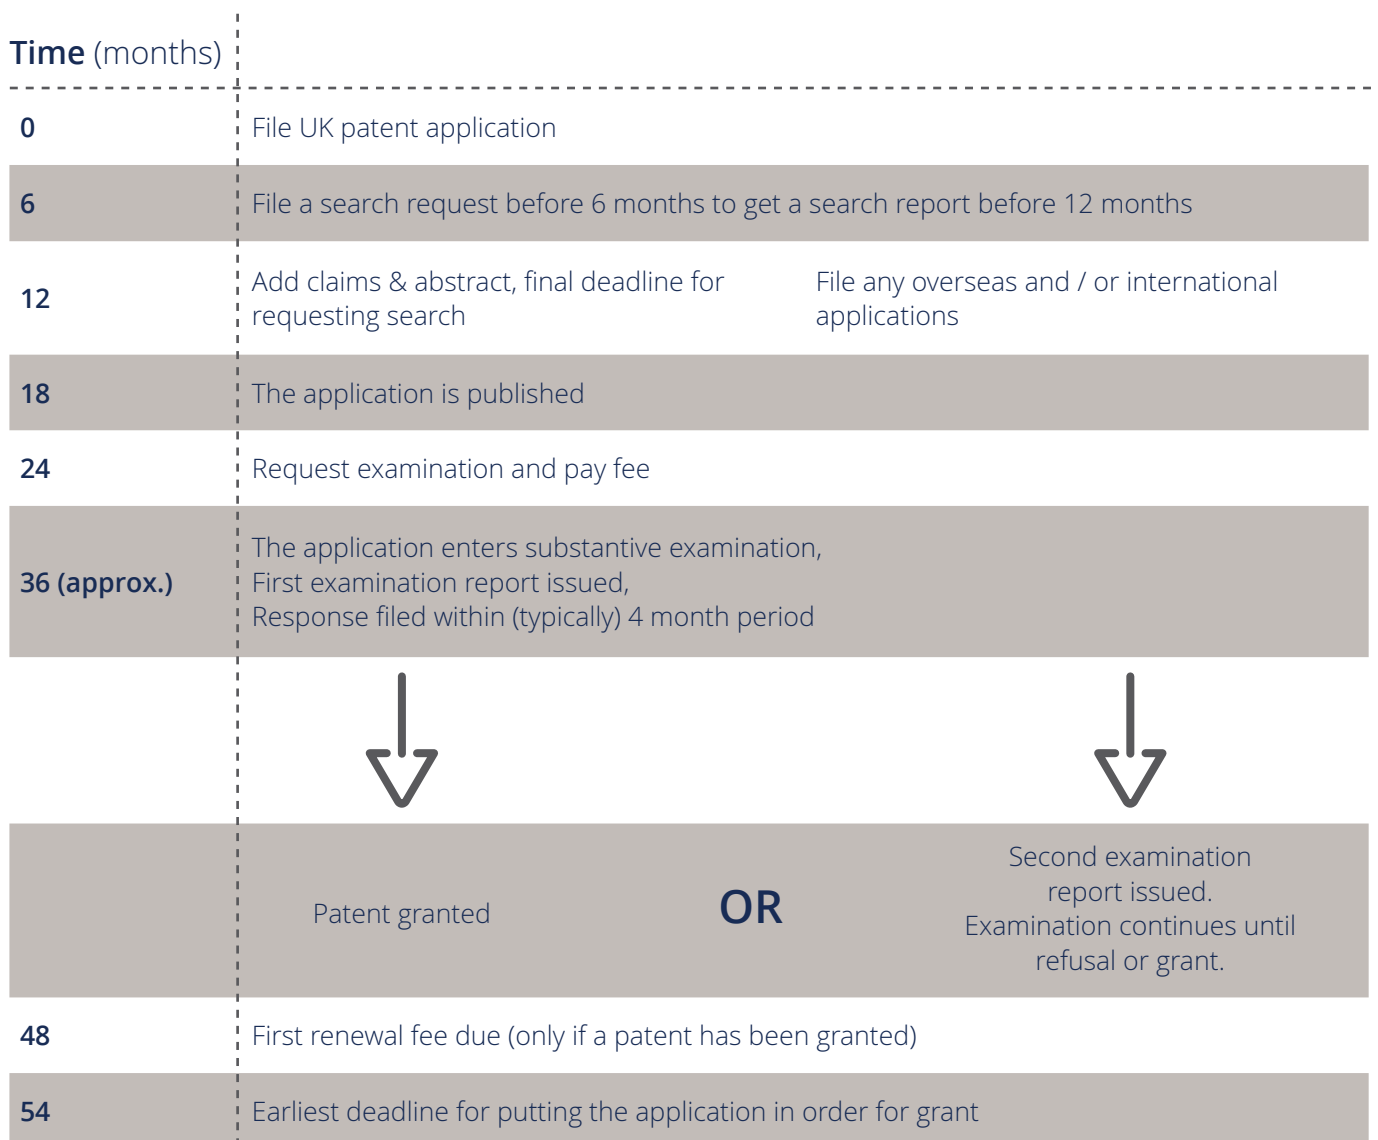 Time (months)
0
File UK patent application
6
File a search request before 6 months to get a search report before 12 months
12
Add claims & abstract, final deadline for
requesting search
File any overseas and / or international
applications
18
The application is published
24
Request examination and pay fee
36 (approx.)
The application enters substantive examination,
First examination report issued,
Response filed within (typically) 4 month period
Patent granted
OR
Second examination
report issued.
Examination continues until
refusal or grant.
48
First renewal fee due (only if a patent has been granted)
54
Earliest deadline for putting the application in order for grant